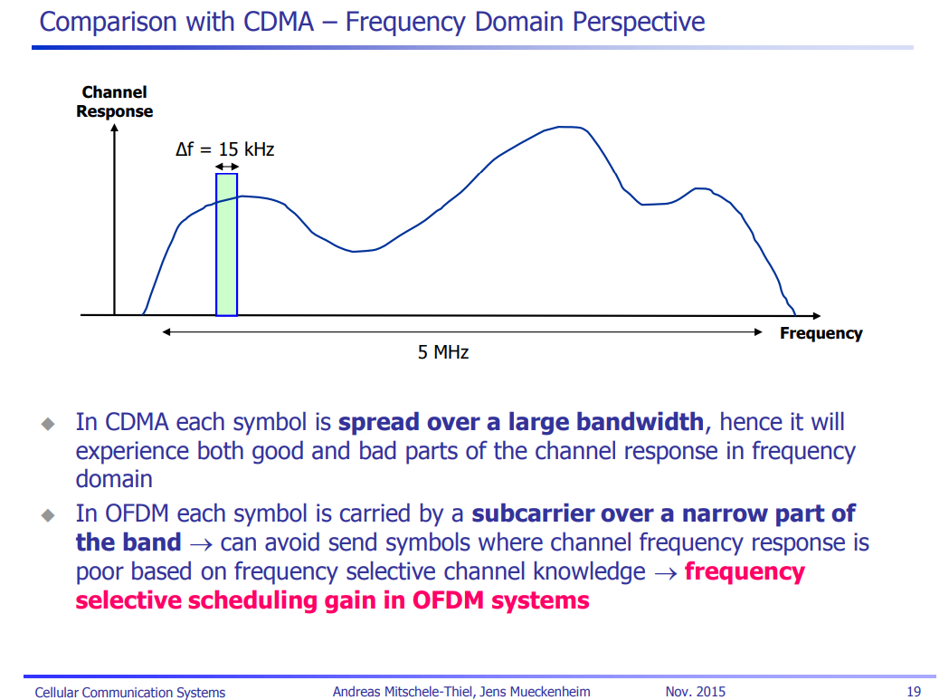 Comparison with CDMA – Frequency Domain Perspective
Channel
Response
Δf = 15 kHz
Frequency
5 MHz
◆ In CDMA each symbol is spread over a large bandwidth, hence it will
experience both good and bad parts of the channel response in frequency
domain
◆ In OFDM each symbol is carried by a subcarrier over a narrow part of
the band → can avoid send symbols where channel frequency response is
poor based on frequency selective channel knowledge → frequency
selective scheduling gain in OFDM systems
Cellular Communication Systems
Andreas Mitschele-Thiel, Jens Mueckenheim
Nov. 2015
19